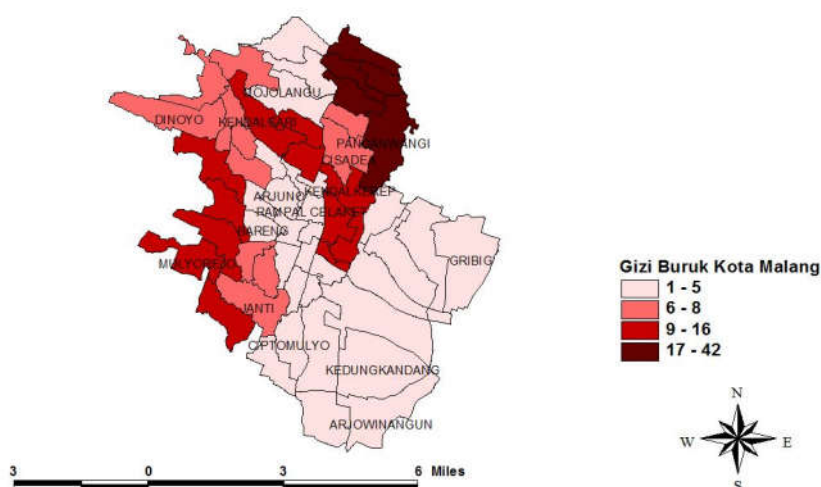 MOJOLANGU
DINOYO
KENDALSARI
PANDANWANGI
CISADEA
ARJUNO
KENDALKEREP
RAMPAL CELAKET
BARENG
MULYOREJO
GRIBIG
JANTI
CIPTOMULYO
KEDUNGKANDANG
ARJOWINANGUN
Gizi Buruk Kota Malang
1 - 5
6 - 8
9 - 16
17 - 42
N
W E
S
3 0 3 6 Miles